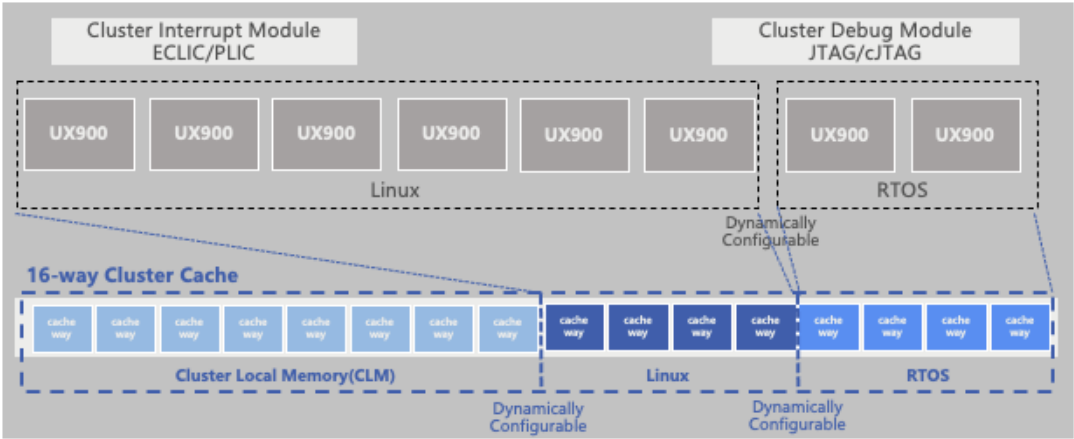 Cluster Interrupt Module
ECLIC/PLIC
Cluster Debug Module
JTAG/cJTAG
UX900 UX900 UX900 UX900 UX900 UX900 UX900 UX900
Linux RTOS
Dynamically
Configurable
16-way Cluster Cache
cache cache cache cache cache cache cache cache cache cache cache cache cache cache cache cache
way way way way way way way way way way way way way way way way
Cluster Local Memory(CLM) Linux RTOS
Dynamically Dynamically
Configurable Configurable